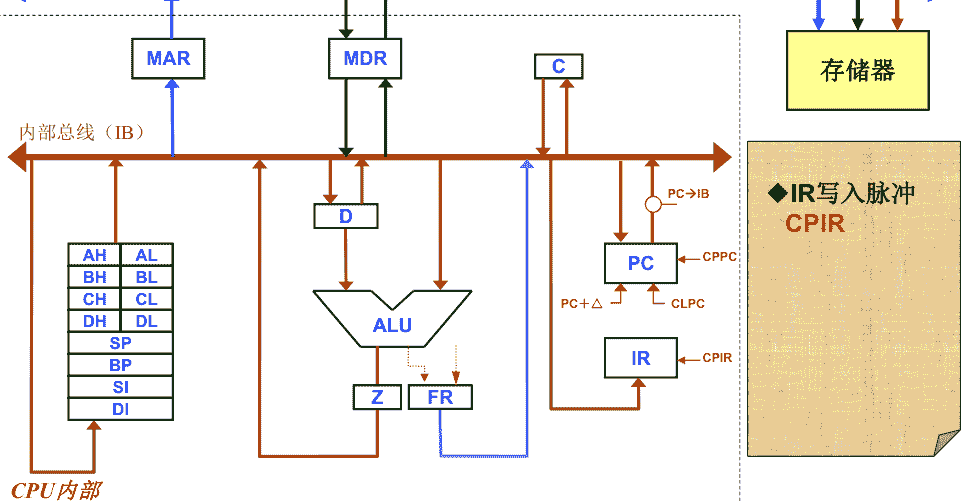 MAR
MDR
C
存储器
内部总线（IB）
◆IR写入脉冲
CPIR
PC→IB
D
AH AL
BH BL
CH CL
DH DL
SP
BP
SI
DI
PC
CPPC
PC＋△
CLPC
ALU
IR
CPIR
Z
FR
CPU内部